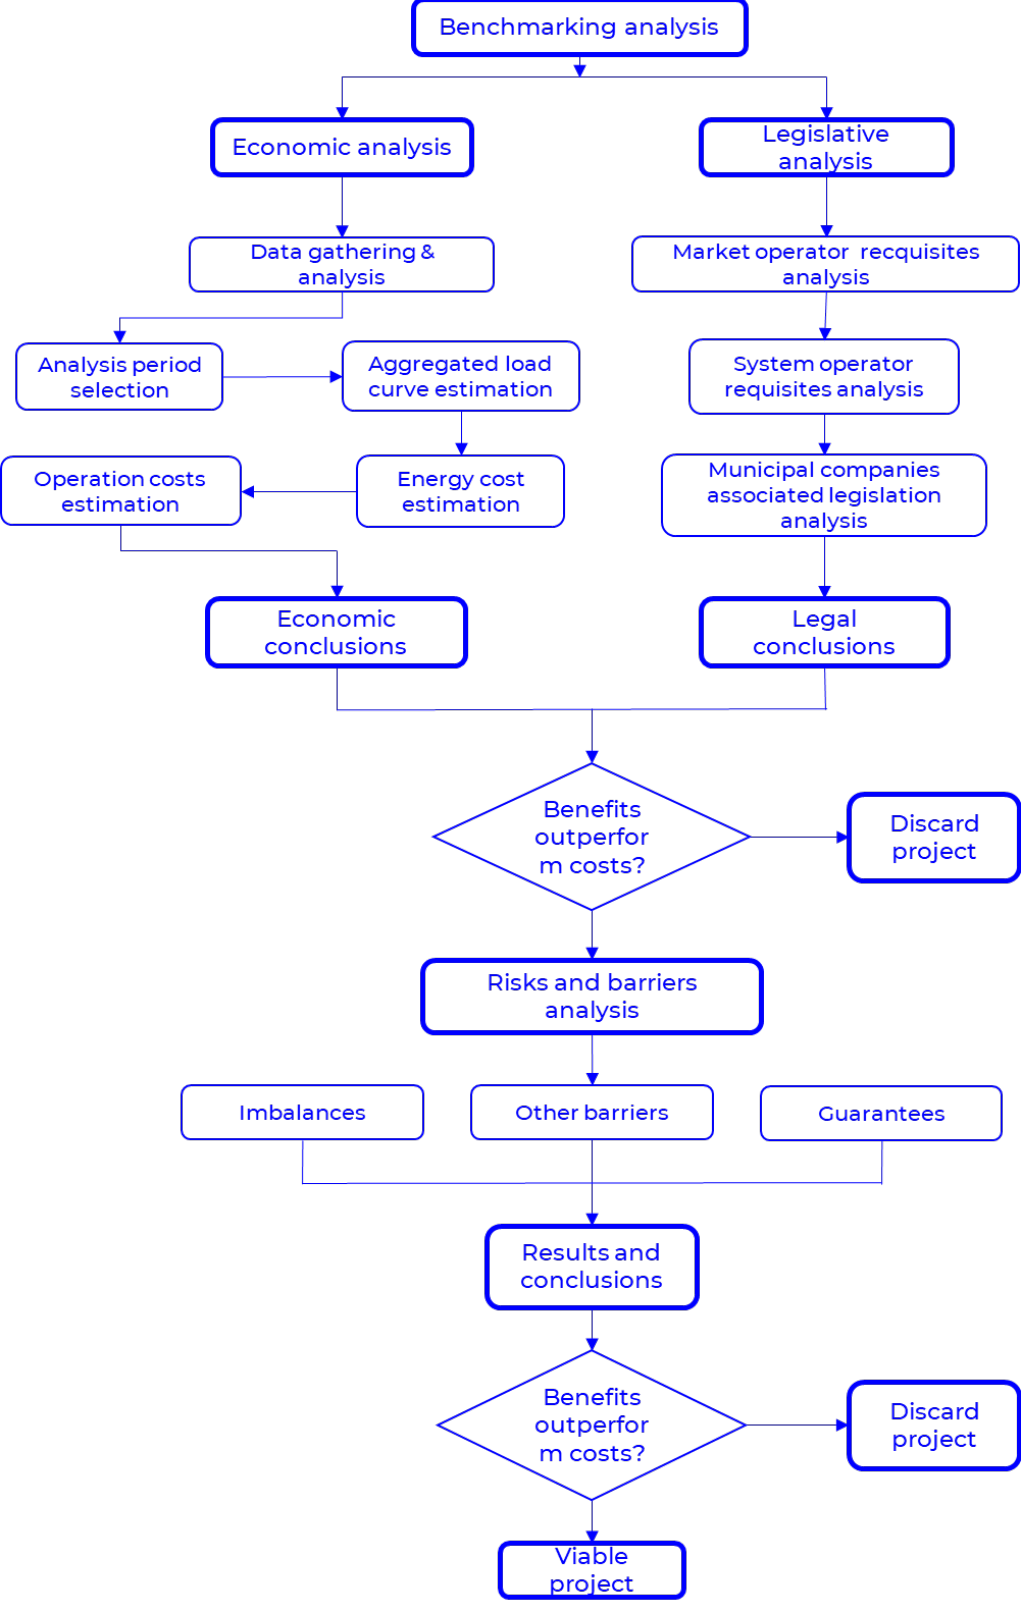 Benchmarking analysis
Economic analysis
Legislative
analysis
Data gathering &
analysis
Market operator  recquisites
analysis
Analysis period
selection
Aggregated load
curve estimation
System operator
requisites analysis
Operation costs
estimation
Energy cost
estimation
Municipal companies
associated legislation
analysis
Economic
conclusions
Legal
conclusions
Benefits
outperfor
m costs?
Discard
project
Risks and barriers
analysis
Imbalances
Other barriers
Guarantees
Results and
conclusions
Benefits
outperfor
m costs?
Discard
project
Viable
project